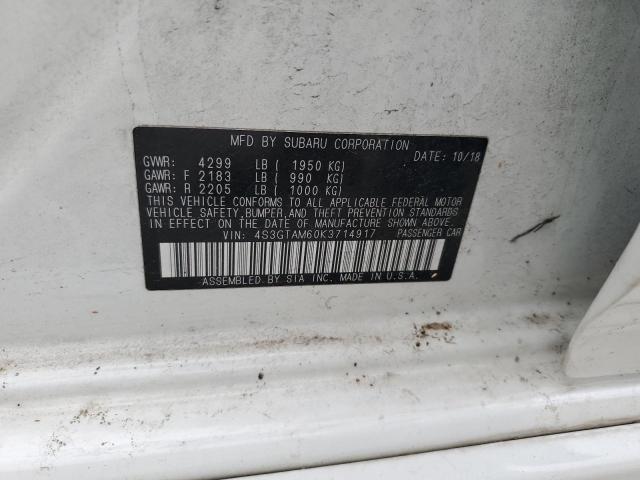 MFD BY SUBARU CORPORATION
GVWR: 4299 LB ( 1950 KG) DATE: 10/18
GAWR: F 2183 LB ( 990 KG)
GAWR: R 2205 LB ( 1000 KG)
THIS VEHICLE CONFORMS TO ALL APPLICABLE FEDERAL MOTOR
VEHICLE SAFETY, BUMPER, AND THEFT PREVENTION STANDARDS
IN EFFECT ON THE DATE OF MANUFACTURE SHOWN ABOVE.
VIN: 4S3GTAM60K3714917 PASSENGER CAR
ASSEMBLED BY SIA INC. MADE IN U.S.A.